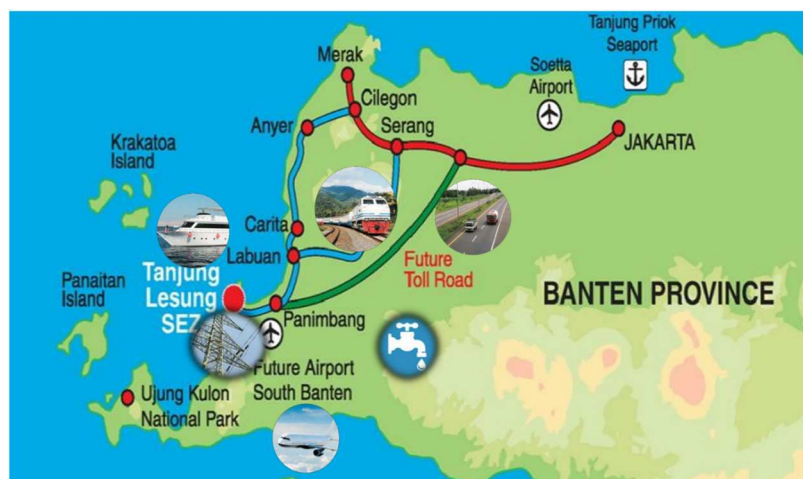 Tanjung Priok
Seaport
Merak
Soetta
Airport
Cilegon
Anyer
Serang
JAKARTA
Krakatoa
Island
Carita
Labuan
Future
Toll Road
Panaitan
Island
Tanjung
Lesung
SEZ
BANTEN PROVINCE
Panimbang
Future Airport
South Banten
Ujung Kulon
National Park